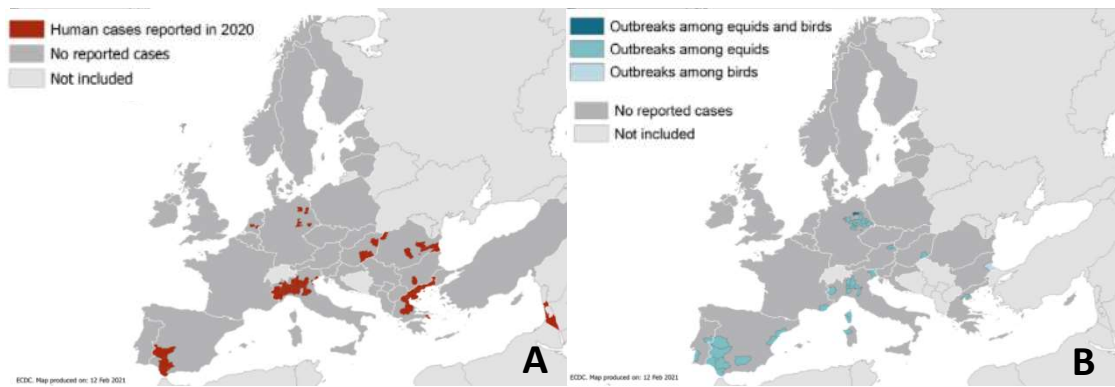 Human cases reported in 2020
No reported cases
Not included
A
ECDC. Map produced on: 12 Feb 2021
Outbreaks among equids and birds
Outbreaks among equids
Outbreaks among birds
No reported cases
Not included
B
ECDC. Map produced on: 12 Feb 2021